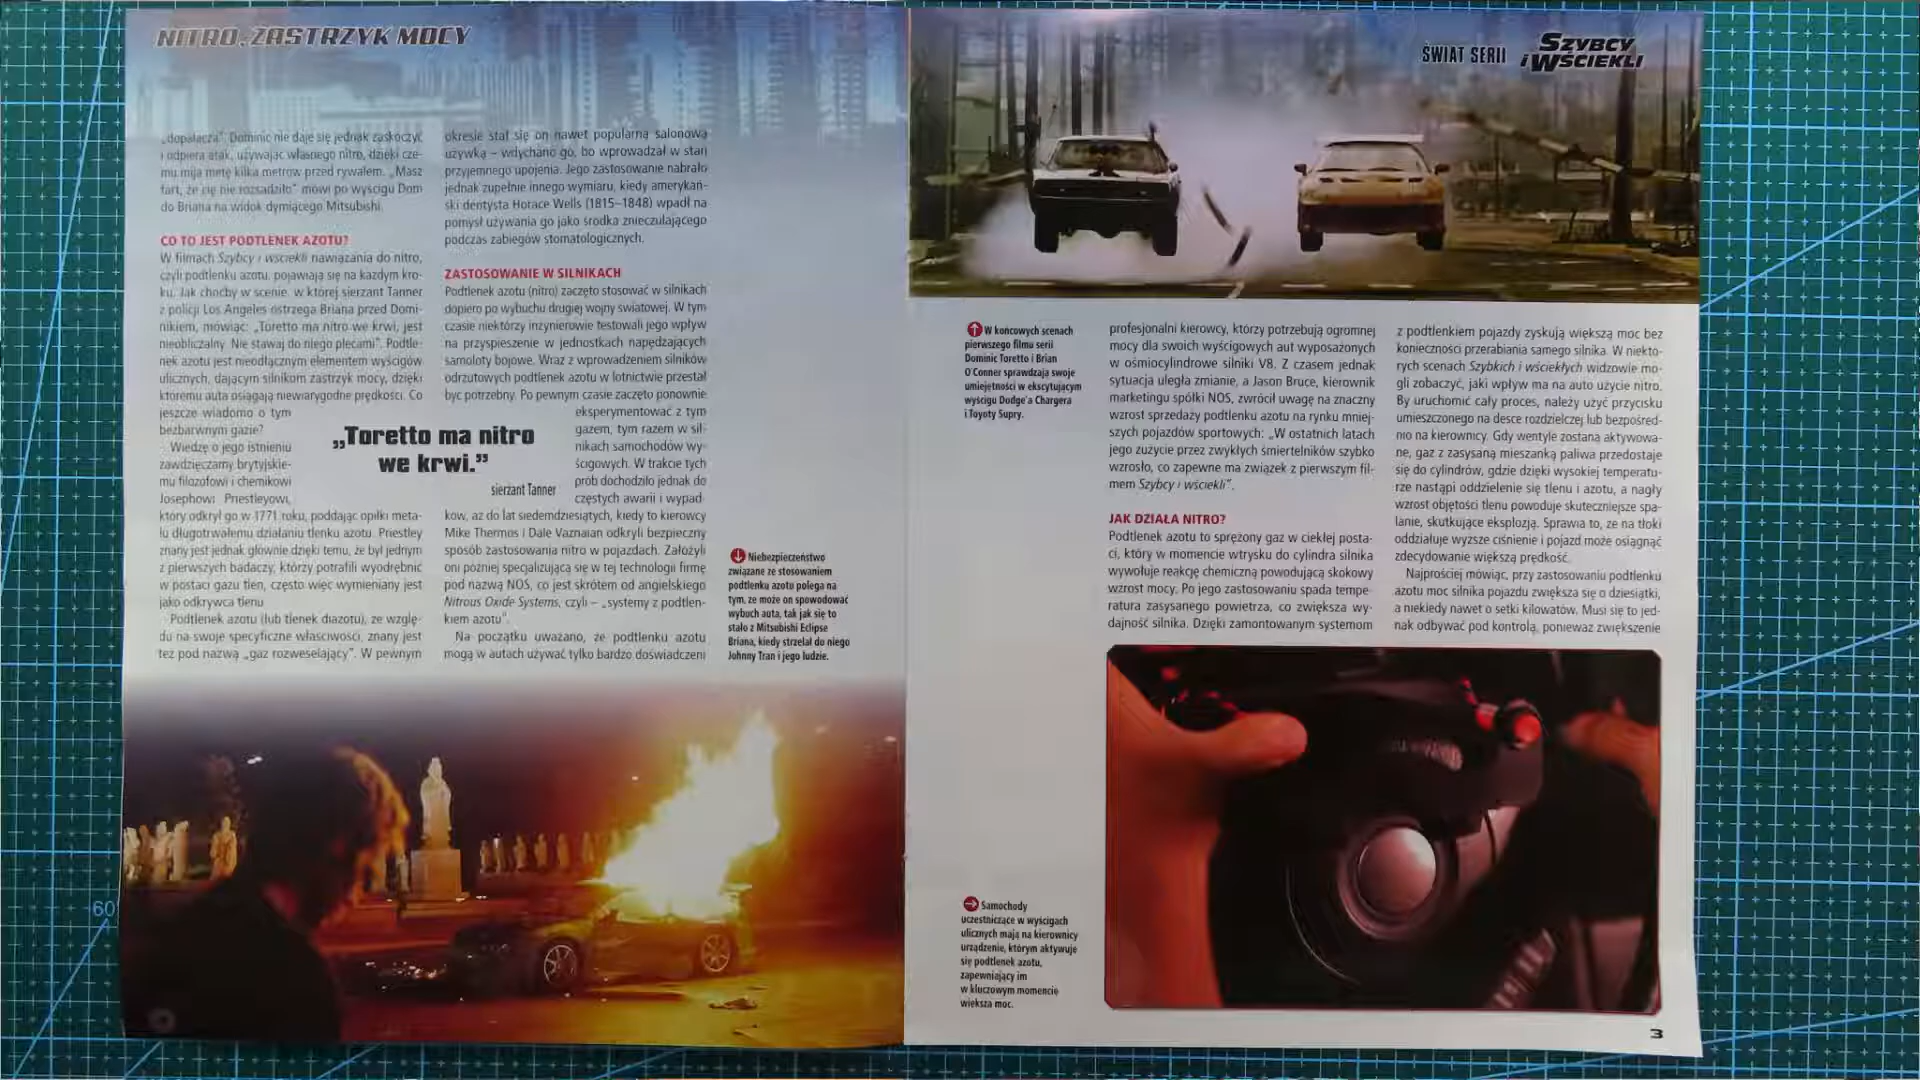 NITRO, ZASTRZYK MOCY
„dopalacza”. Dominic nie daje się jednak zaskoczyć
i odpiera atak, używając własnego nitro, dzięki cze-
mu mija metę kilka metrów przed rywalem. „Masz
fart, że cię nie rozsadziło” mówi po wyścigu Dom
do Briana na widok dymiącego Mitsubishi.
CO TO JEST PODTLENEK AZOTU?
W filmach Szybcy i wściekli nawiązania do nitro,
czyli podtlenku azotu, pojawiają się na każdym kro-
ku. Jak choćby w scenie, w której sierżant Tanner
z policji Los Angeles ostrzega Briana przed Domi-
nikiem, mówiąc: „Toretto ma nitro we krwi, jest
nieobliczalny. Nie stawaj do niego plecami”. Podtle-
nek azotu jest nieodłącznym elementem wyścigów
ulicznych, dającym silnikom zastrzyk mocy, dzięki
któremu auta osiągają niewiarygodne prędkości. Co
jeszcze wiadomo o tym
bezbarwnym gazie?
Wiedzę o jego istnieniu
zawdzięczamy brytyjskie-
mu filozofowi i chemikowi
Josephowi Priestleyowi,
który odkrył go w 1771 roku, poddając opiłki meta-
lu długotrwałemu działaniu tlenku azotu. Priestley
znany jest jednak głównie dzięki temu, że był jednym
z pierwszych badaczy, którzy potrafili wyodrębnić
w postaci gazu tlen, często więc wymieniany jest
jako odkrywca tlenu.
Podtlenek azotu (lub tlenek diazotu), ze wzglę-
du na swoje specyficzne właściwości, znany jest
też pod nazwą „gaz rozweselający”. W pewnym
okresie stał się on nawet popularną salonową
używką – wdychano go, bo wprowadzał w stan
przyjemnego upojenia. Jego zastosowanie nabrało
jednak zupełnie innego wymiaru, kiedy amerykań-
ski dentysta Horace Wells (1815–1848) wpadł na
pomysł używania go jako środka znieczulającego
podczas zabiegów stomatologicznych.
ZASTOSOWANIE W SILNIKACH
Podtlenek azotu (nitro) zaczęto stosować w silnikach
dopiero po wybuchu drugiej wojny światowej. W tym
czasie niektórzy inżynierowie testowali jego wpływ
na przyspieszenie w jednostkach napędzających
samoloty bojowe. Wraz z wprowadzeniem silników
odrzutowych podtlenek azotu w lotnictwie przestał
być potrzebny. Po pewnym czasie zaczęto ponownie
eksperymentować z tym
gazem, tym razem w sil-
nikach samochodów wy-
ścigowych. W trakcie tych
prób dochodziło jednak do
częstych awarii i wypad-
ków, aż do lat siedemdziesiątych, kiedy to kierowcy
Mike Thermos i Dale Vaznaian odkryli bezpieczny
sposób zastosowania nitro w pojazdach. Założyli
oni później specjalizującą się w tej technologii firmę
pod nazwą NOS, co jest skrótem od angielskiego
Nitrous Oxide Systems, czyli – „systemy z podtlen-
kiem azotu”.
Na początku uważano, że podtlenku azotu
mogą w autach używać tylko bardzo doświadczeni
„Toretto ma nitro
we krwi.”
sierżant Tanner
Niebezpieczeństwo
związane ze stosowaniem
podtlenku azotu polega na
tym, że może on spowodować
wybuch auta, tak jak się to
stało z Mitsubishi Eclipse
Briana, kiedy strzelał do niego
Johnny Tran i jego ludzie.
ŚWIAT SERII
SZYBCY
i WŚCIEKLI
W końcowych scenach
pierwszego filmu serii
Dominic Toretto i Brian
O'Conner sprawdzają swoje
umiejętności w ekscytującym
wyścigu Dodge'a Chargera
i Toyoty Supry.
profesjonalni kierowcy, którzy potrzebują ogromnej
mocy dla swoich wyścigowych aut wyposażonych
w ośmiocylindrowe silniki V8. Z czasem jednak
sytuacja uległa zmianie, a Jason Bruce, kierownik
marketingu spółki NOS, zwrócił uwagę na znaczny
wzrost sprzedaży podtlenku azotu na rynku mniej-
szych pojazdów sportowych: „W ostatnich latach
jego zużycie przez zwykłych śmiertelników szybko
wzrosło, co zapewne ma związek z pierwszym fil-
mem Szybcy i wściekli”.
JAK DZIAŁA NITRO?
Podtlenek azotu to sprężony gaz w ciekłej posta-
ci, który w momencie wtrysku do cylindra silnika
wywołuje reakcję chemiczną powodującą skokowy
wzrost mocy. Po jego zastosowaniu spada tempe-
ratura zasysanego powietrza, co zwiększa wy-
dajność silnika. Dzięki zamontowanym systemom
z podtlenkiem pojazdy zyskują większą moc bez
konieczności przerabiania samego silnika. W niektó-
rych scenach Szybkich i wściekłych widzowie mo-
gli zobaczyć, jaki wpływ ma na auto użycie nitro.
By uruchomić cały proces, należy użyć przycisku
umieszczonego na desce rozdzielczej lub bezpośred-
nio na kierownicy. Gdy wentyle zostaną aktywowa-
ne, gaz z zasysaną mieszanką paliwa przedostaje
się do cylindrów, gdzie dzięki wysokiej temperatu-
rze nastąpi oddzielenie się tlenu i azotu, a nagły
wzrost objętości tlenu powoduje skuteczniejsze spa-
lanie, skutkujące eksplozją. Sprawia to, że na tłoki
oddziałuje wyższe ciśnienie i pojazd może osiągnąć
zdecydowanie większą prędkość.
Najprościej mówiąc, przy zastosowaniu podtlenku
azotu moc silnika pojazdu zwiększa się o dziesiątki,
a niekiedy nawet o setki kilowatów. Musi się to jed-
nak odbywać pod kontrolą, ponieważ zwiększenie
Samochody
uczestniczące w wyścigach
ulicznych mają na kierownicy
urządzenie, którym aktywuje
się podtlenek azotu,
zapewniający im
w kluczowym momencie
większą moc.
3
60